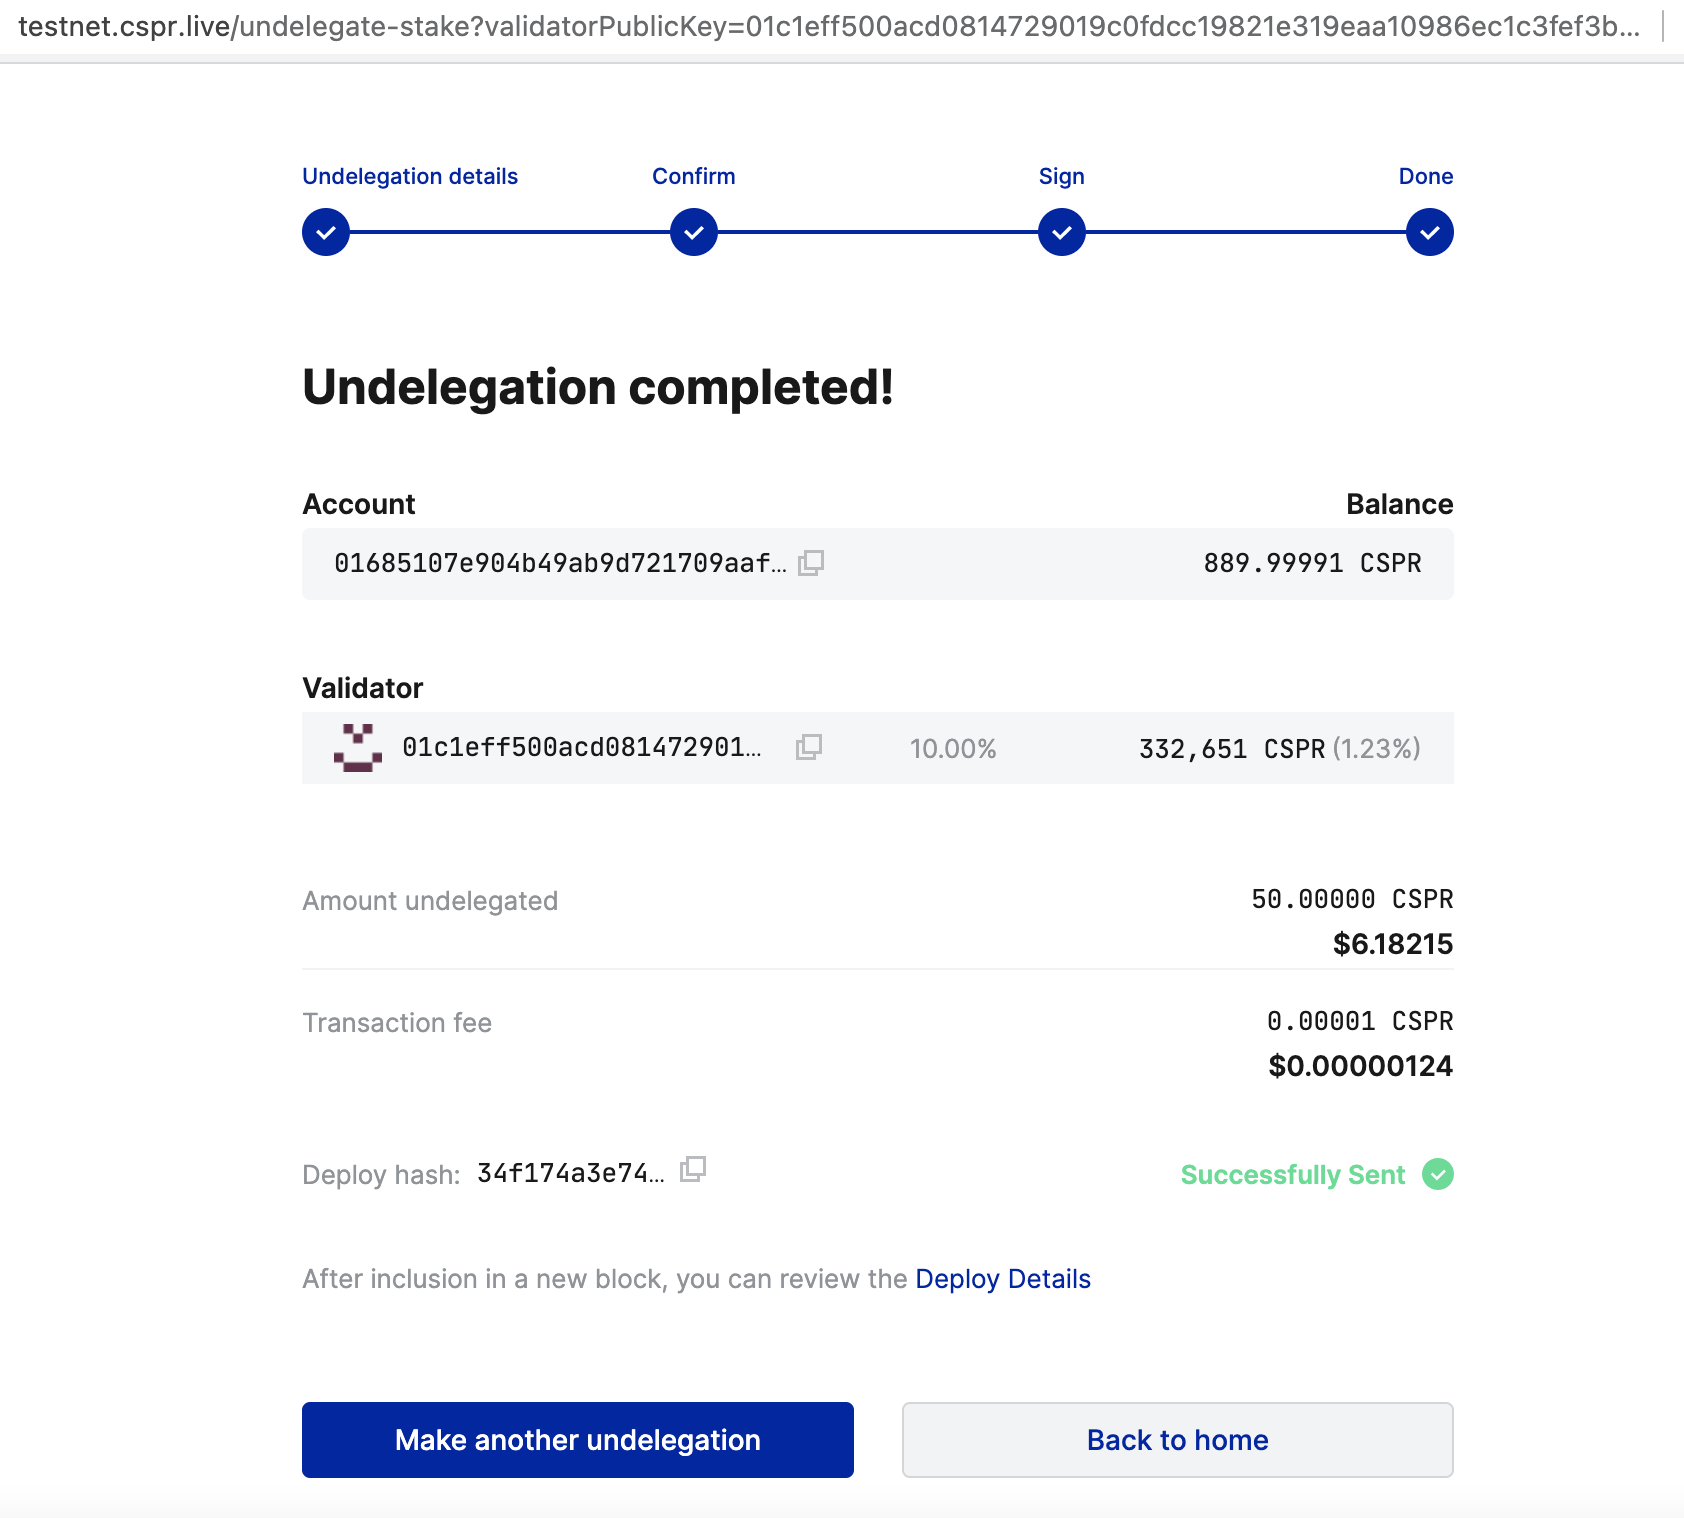 testnet.cspr.live/undelegate-stake?validatorPublicKey=01c1eff500acd0814729019c0fdcc19821e319eaa10986ec1c3fef3b...
Undelegation details Confirm Sign Done
Undelegation completed!
Account Balance
01685107e904b49ab9d721709aaf... 889.99991 CSPR
Validator
01c1eff500acd081472901... 10.00% 332,651 CSPR (1.23%)
Amount undelegated 50.00000 CSPR
$6.18215
Transaction fee 0.00001 CSPR
$0.00000124
Deploy hash: 34f174a3e74... Successfully Sent
After inclusion in a new block, you can review the Deploy Details
Make another undelegation Back to home